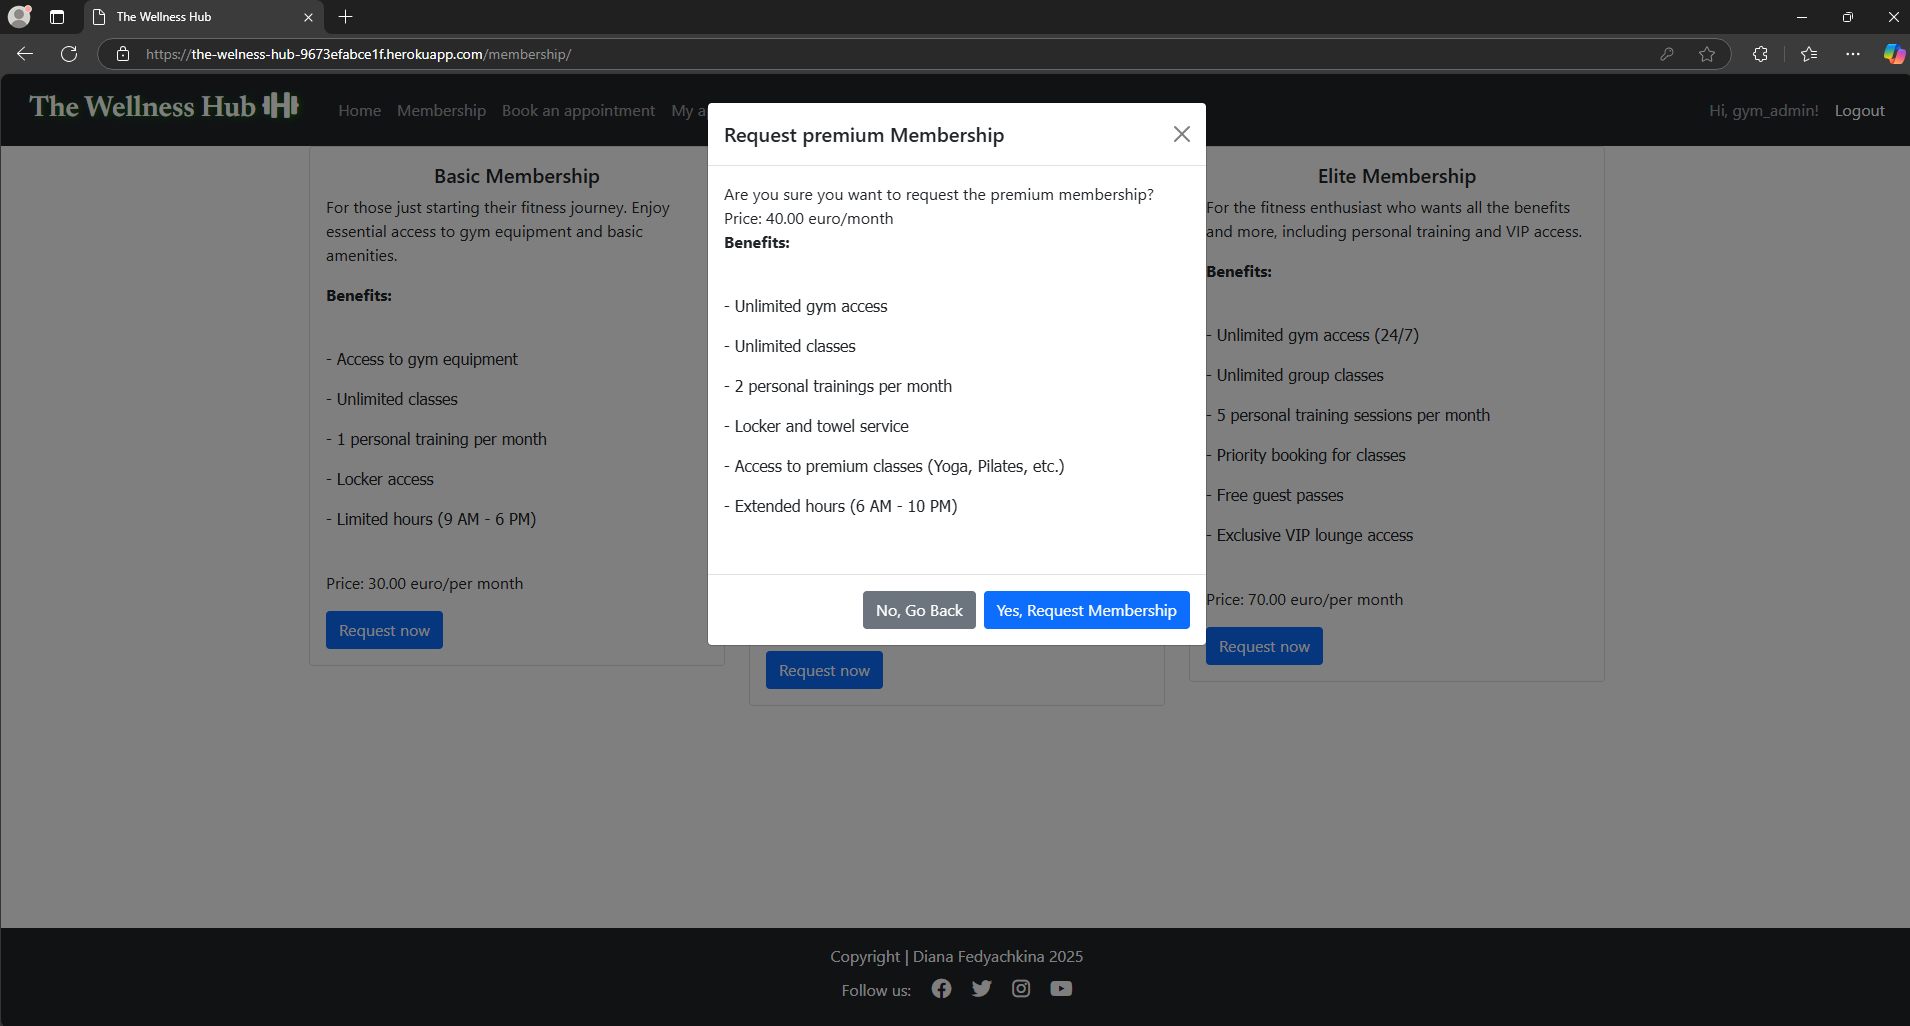 The Wellness Hub
https://the-welness-hub-9673efabce1f.herokuapp.com/membership/
The Wellness Hub
Home Membership Book an appointment My a
Hi, gym_admin! Logout
Basic Membership
For those just starting their fitness journey. Enjoy
essential access to gym equipment and basic
amenities.
Benefits:
- Access to gym equipment
- Unlimited classes
- 1 personal training per month
- Locker access
- Limited hours (9 AM - 6 PM)
Price: 30.00 euro/per month
Request now
Request premium Membership
Are you sure you want to request the premium membership?
Price: 40.00 euro/month
Benefits:
- Unlimited gym access
- Unlimited classes
- 2 personal trainings per month
- Locker and towel service
- Access to premium classes (Yoga, Pilates, etc.)
- Extended hours (6 AM - 10 PM)
No, Go Back
Yes, Request Membership
Request now
Elite Membership
For the fitness enthusiast who wants all the benefits
and more, including personal training and VIP access.
Benefits:
- Unlimited gym access (24/7)
- Unlimited group classes
- 5 personal training sessions per month
- Priority booking for classes
- Free guest passes
- Exclusive VIP lounge access
Price: 70.00 euro/per month
Request now
Copyright | Diana Fedyachkina 2025
Follow us: